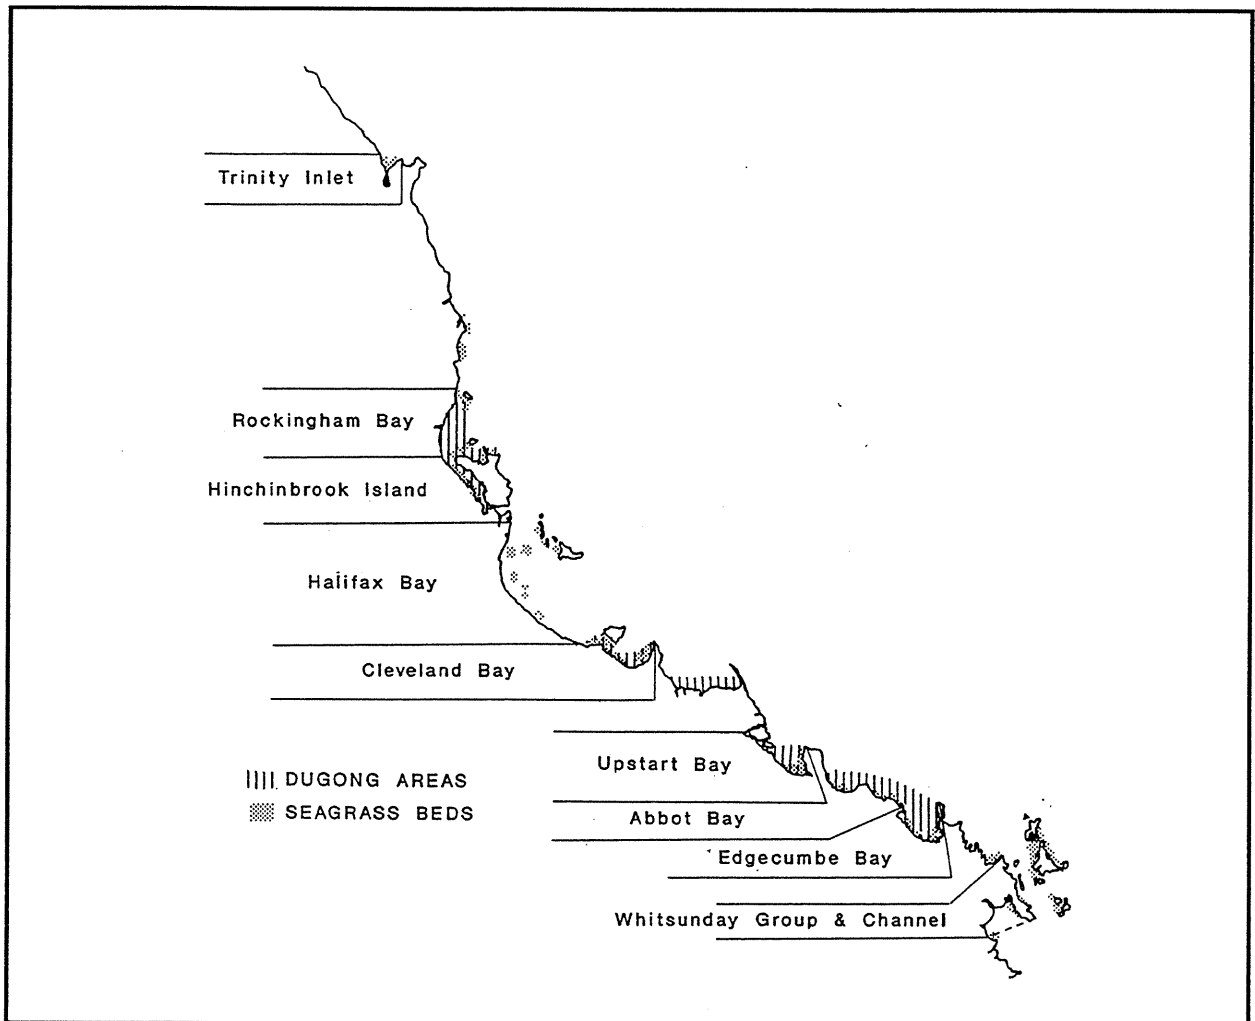 Trinity Inlet
Rockingham Bay
Hinchinbrook Island
Halifax Bay
Cleveland Bay
Upstart Bay
DUGONG AREAS
SEAGRASS BEDS
Abbot Bay
Edgecumbe Bay
Whitsunday Group & Channel